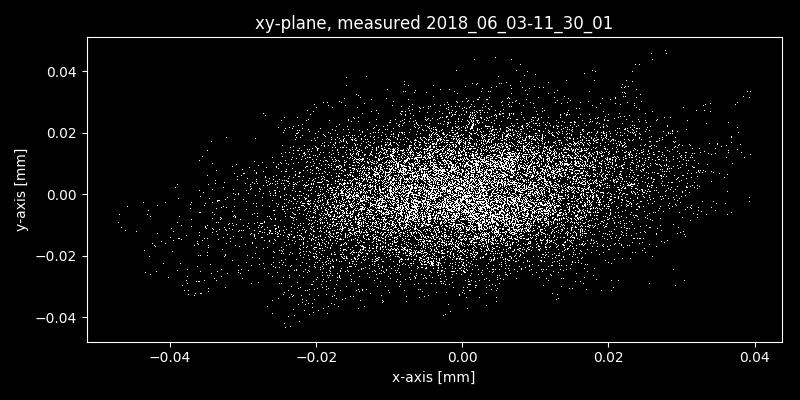 xy-plane, measured 2018_06_03-11_30_01
y-axis [mm]
0.04
0.02
0.00
−0.02
−0.04
−0.04 −0.02 0.00 0.02 0.04
x-axis [mm]